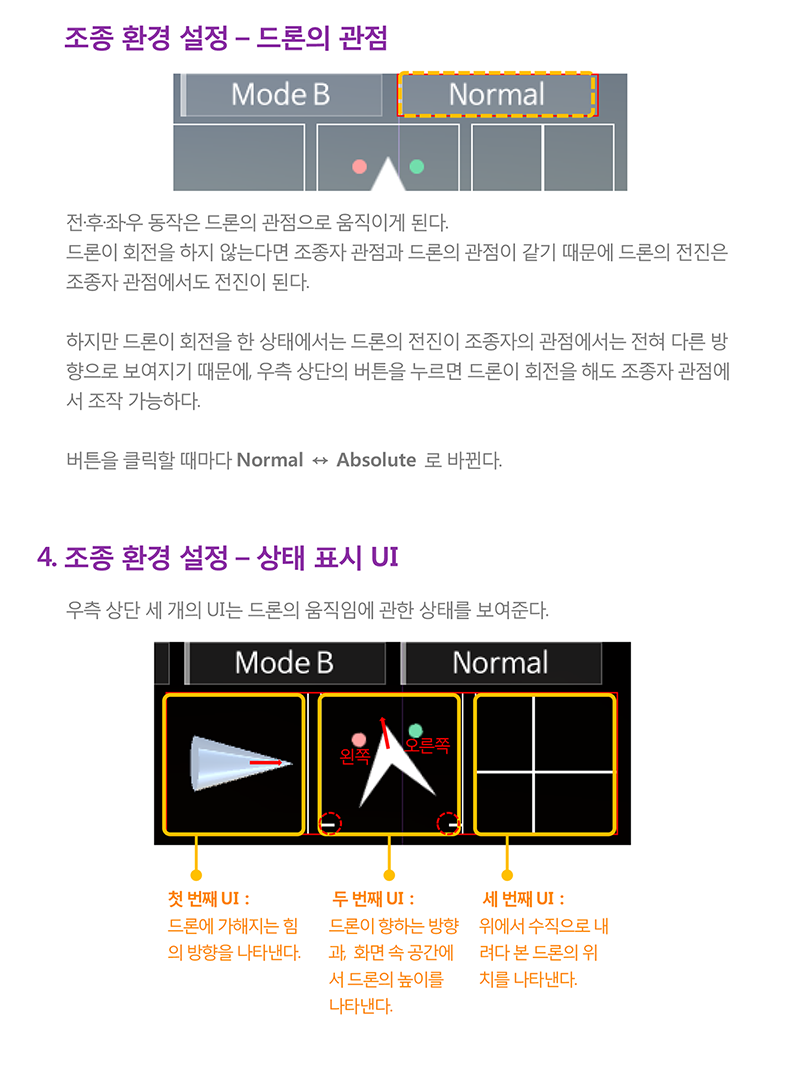 조종 환경 설정 – 드론의 관점
Mode B
Normal
전·후·좌·우 동작은 드론의 관점으로 움직이게 된다.
드론이 회전을 하지 않는다면 조종자 관점과 드론의 관점이 같기 때문에 드론의 전진은
조종자 관점에서도 전진이 된다.
하지만 드론이 회전을 한 상태에서는 드론의 전진이 조종자의 관점에서는 전혀 다른 방
향으로 보여지기 때문에, 우측 상단의 버튼을 누르면 드론이 회전을 해도 조종자 관점에
서 조작 가능하다.
버튼을 클릭할 때마다 Normal ↔ Absolute 로 바뀐다.
4. 조종 환경 설정 – 상태 표시 UI
우측 상단 세 개의 UI는 드론의 움직임에 관한 상태를 보여준다.
Mode B
Normal
왼쪽
오른쪽
첫 번째 UI :
드론에 가해지는 힘
의 방향을 나타낸다.
두 번째 UI :
드론이 향하는 방향
과, 화면 속 공간에
서 드론의 높이를
나타낸다.
세 번째 UI :
위에서 수직으로 내
려다 본 드론의 위
치를 나타낸다.